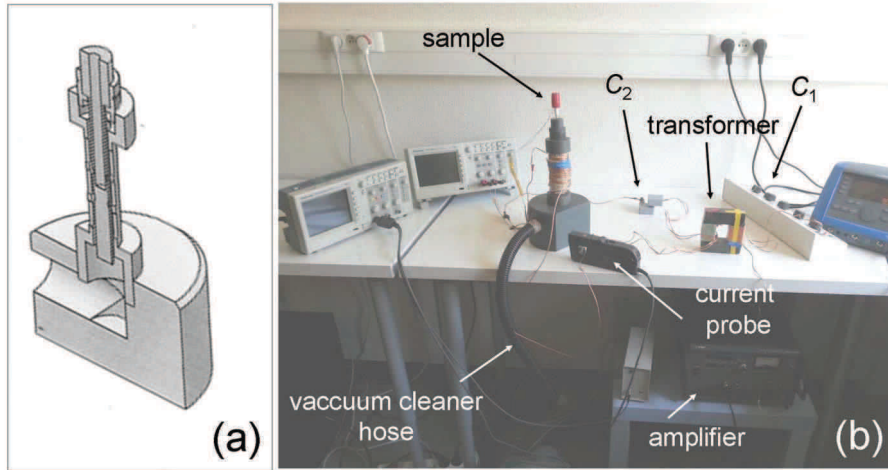 (a)
sample
C2
C1
transformer
current
probe
vaccuum cleaner
hose
amplifier
(b)